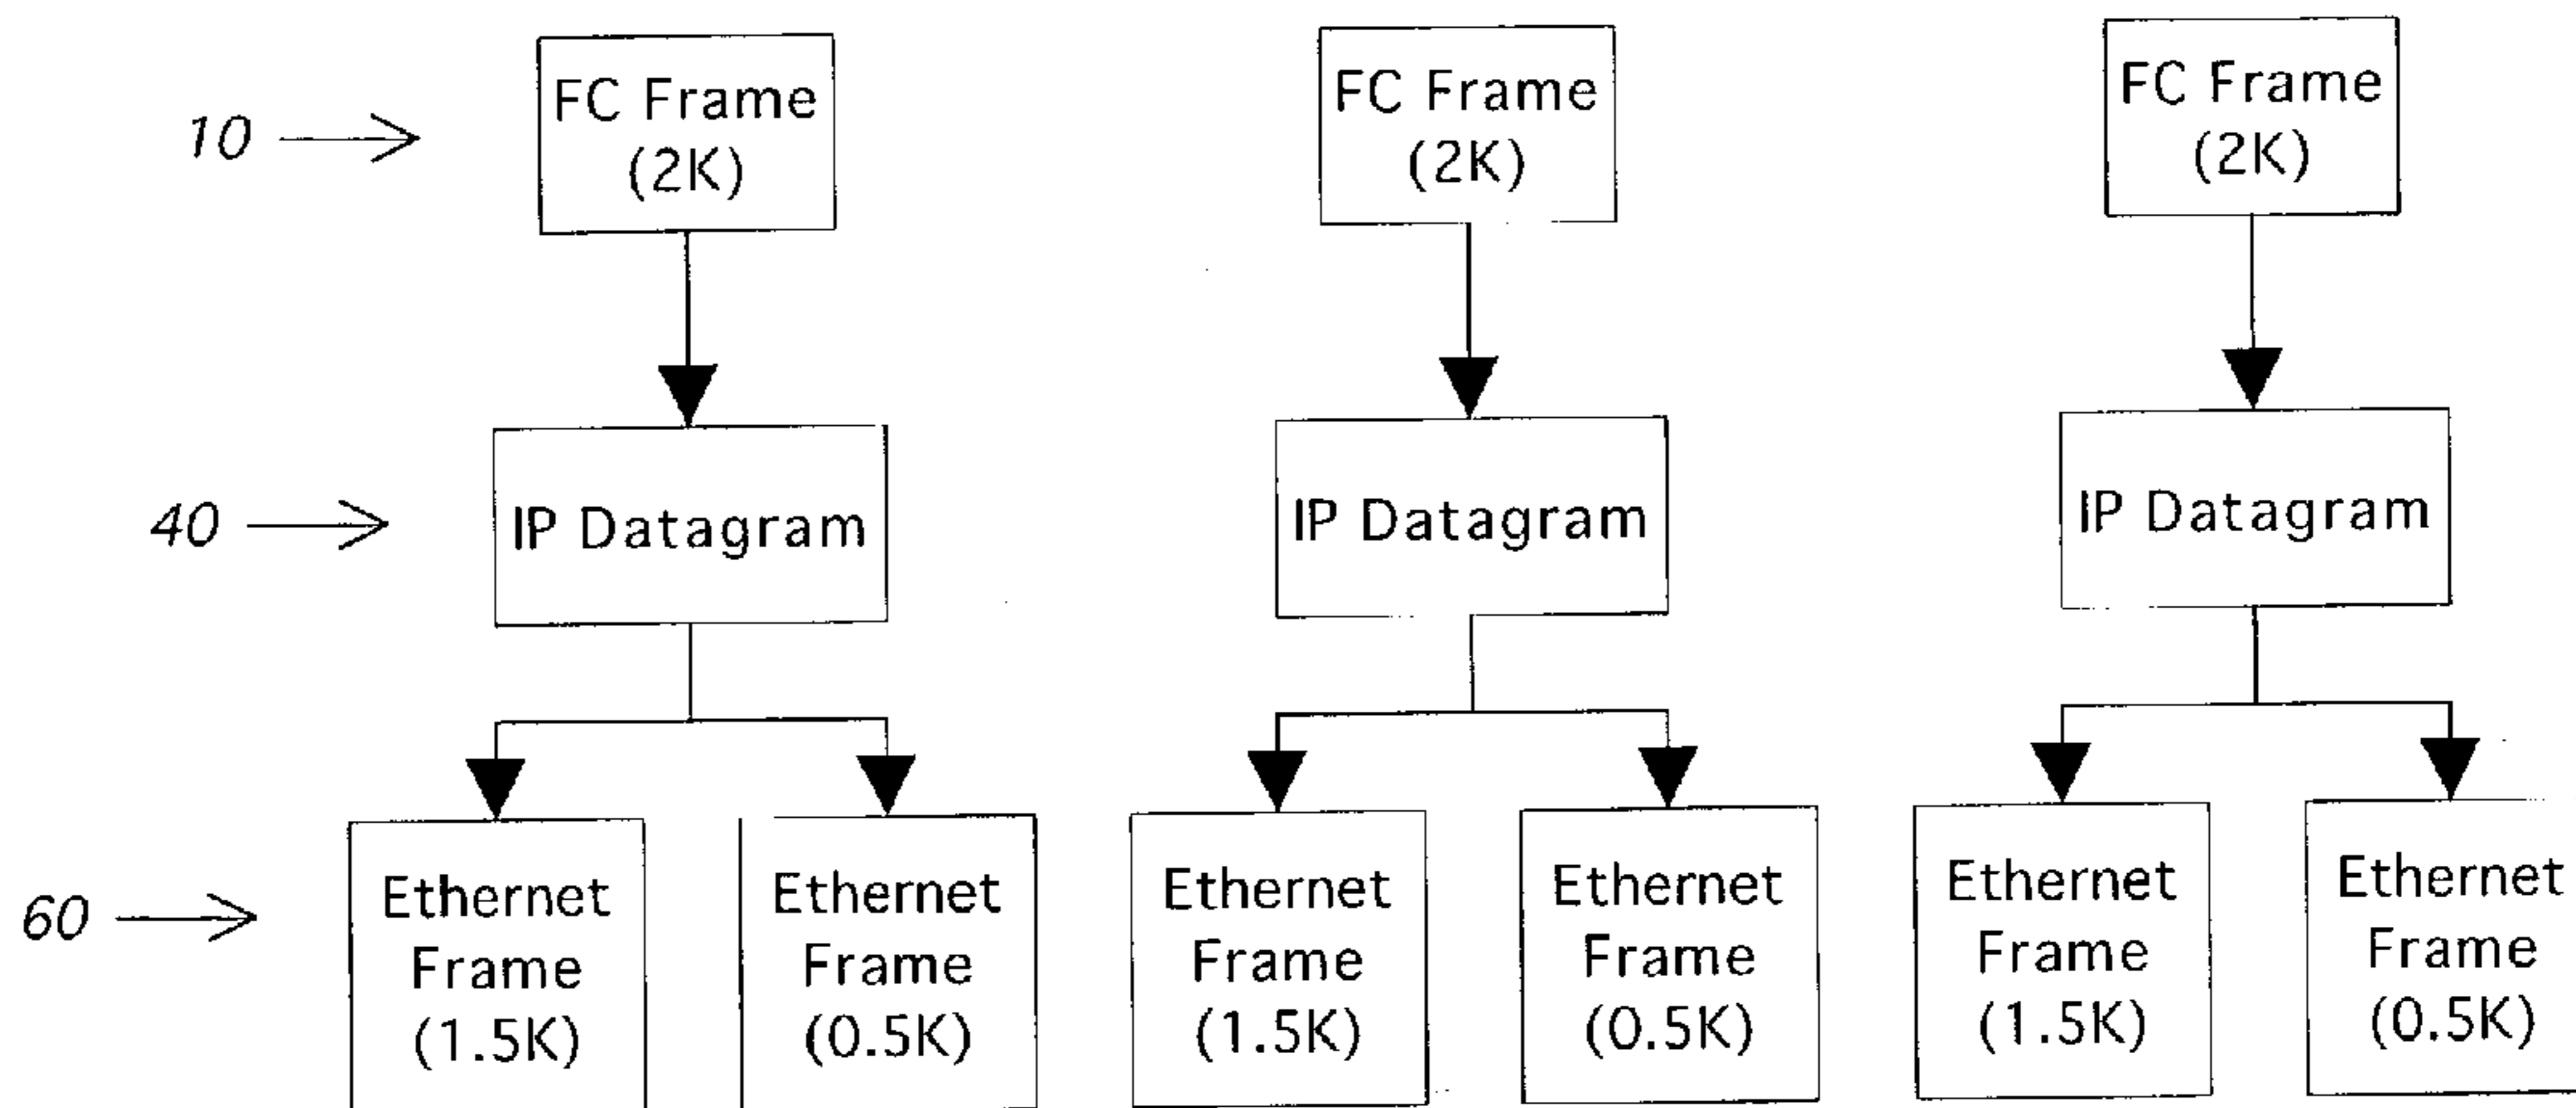 10
FC Frame
(2K)
FC Frame
(2K)
FC Frame
(2K)
40
IP Datagram
IP Datagram
IP Datagram
60
Ethernet
Frame
(1.5K)
Ethernet
Frame
(0.5K)
Ethernet
Frame
(1.5K)
Ethernet
Frame
(0.5K)
Ethernet
Frame
(1.5K)
Ethernet
Frame
(0.5K)